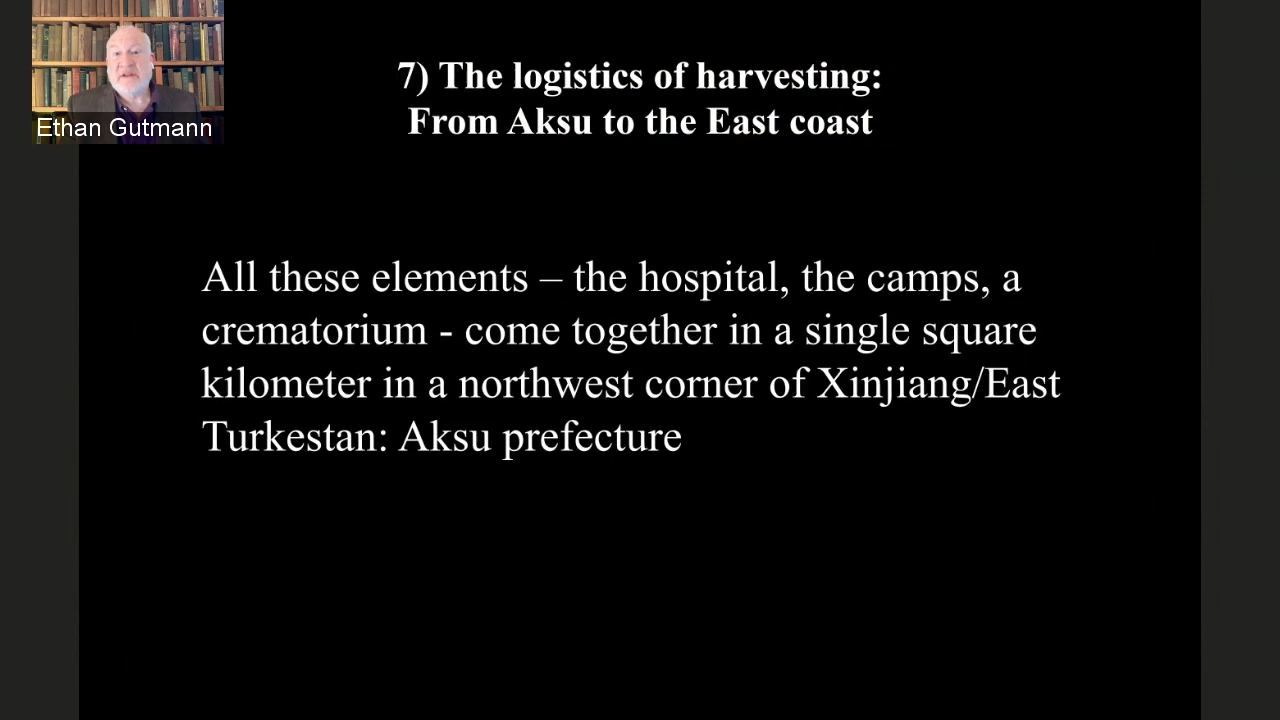 Ethan Gutmann
7) The logistics of harvesting:
From Aksu to the East coast
All these elements – the hospital, the camps, a
crematorium - come together in a single square
kilometer in a northwest corner of Xinjiang/East
Turkestan: Aksu prefecture